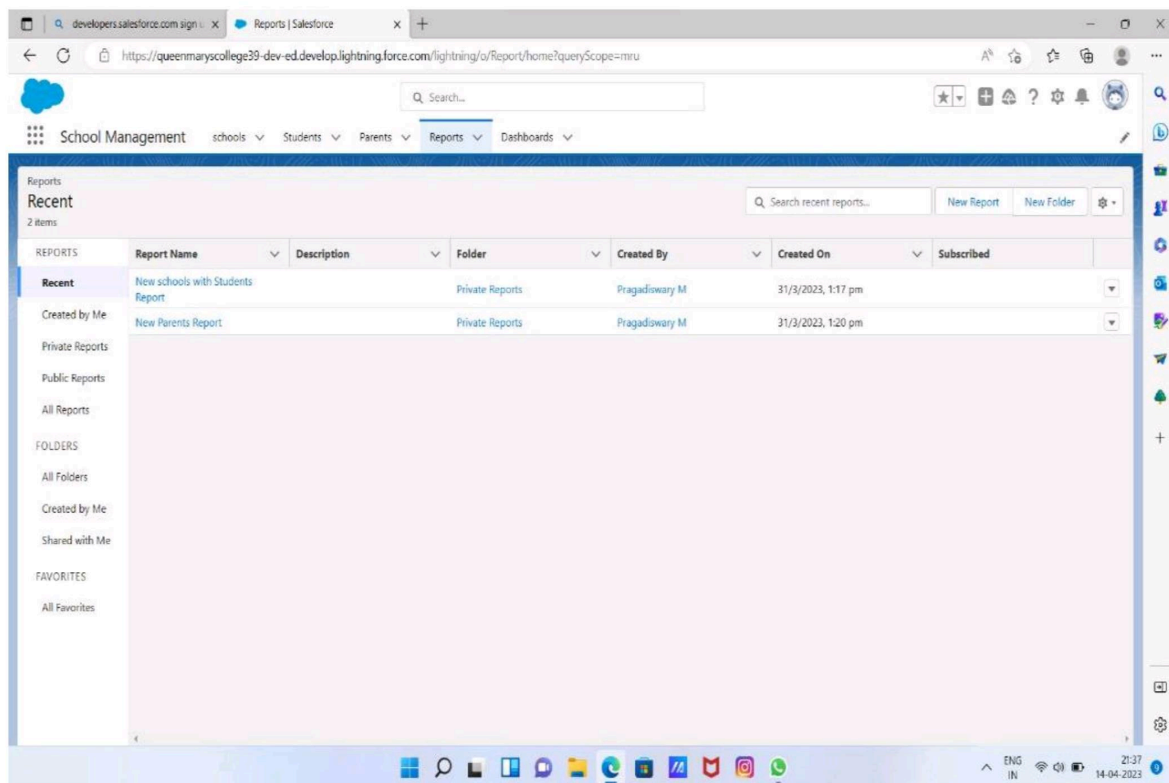 developers.salesforce.com sign u
Reports | Salesforce
https://queenmaryscollege39-dev-ed.develop.lightning.force.com/lightning/o/Report/home?queryScope=mru
Search...
School Management schools Students Parents Reports Dashboards
Reports
Recent
2 items
Search recent reports...
New Report New Folder
REPORTS
Report Name Description Folder Created By Created On Subscribed
Recent
New schools with Students
Report
Private Reports Pragadiswary M 31/3/2023, 1:17 pm
Created by Me
New Parents Report Private Reports Pragadiswary M 31/3/2023, 1:20 pm
Private Reports
Public Reports
All Reports
FOLDERS
All Folders
Created by Me
Shared with Me
FAVORITES
All Favorites
ENG
IN
21:37
14-04-2023